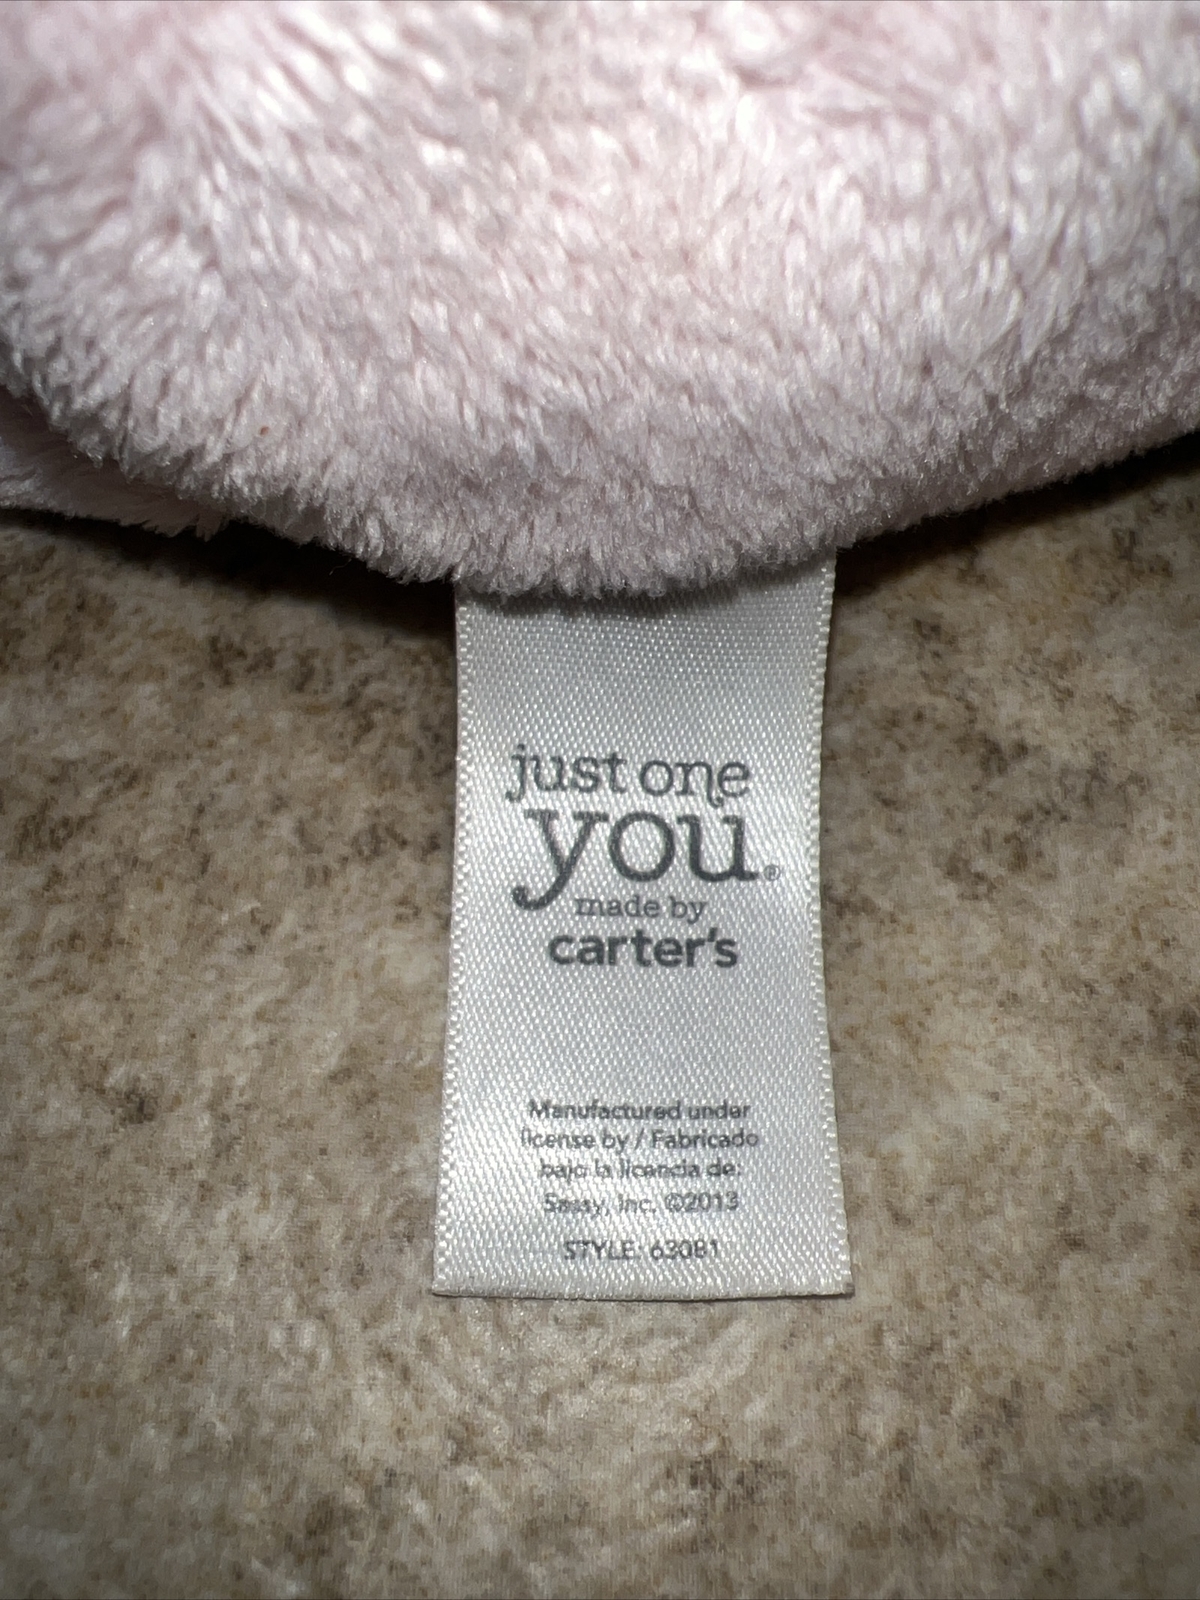 just one
you®
made by
carter's
Manufactured under
license by / Fabricado
bajo la licencia de:
Sassy, Inc. ©2013
STYLE: 63081